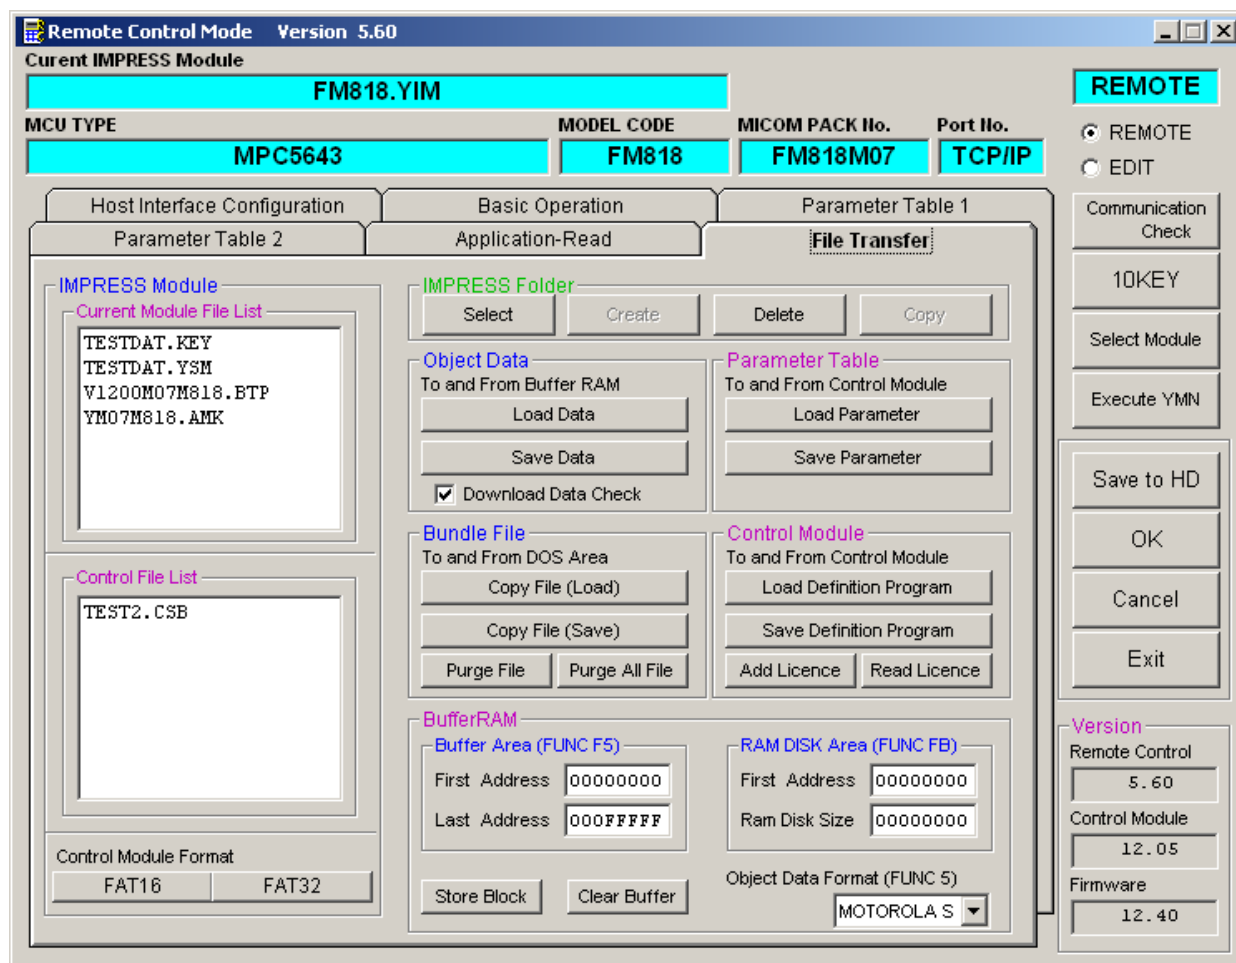 Remote Control Mode    Version 5.60
Curent IMPRESS Module
FM818.YIM
MCU TYPE
MPC5643
MODEL CODE
FM818
MICOM PACK No.
FM818M07
Port No.
TCP/IP
REMOTE
REMOTE
EDIT
Host Interface Configuration
Basic Operation
Parameter Table 1
Parameter Table 2
Application-Read
File Transfer
IMPRESS Module
Current Module File List
TESTDAT.KEY
TESTDAT.YSM
V1200M07M818.BTP
YM07M818.AMK
Control File List
TEST2.CSB
Control Module Format
FAT16
FAT32
IMPRESS Folder
Select
Create
Delete
Copy
Object Data
To and From Buffer RAM
Load Data
Save Data
Download Data Check
Parameter Table
To and From Control Module
Load Parameter
Save Parameter
Bundle File
To and From DOS Area
Copy File (Load)
Copy File (Save)
Purge File
Purge All File
Control Module
To and From Control Module
Load Definition Program
Save Definition Program
Add Licence
Read Licence
BufferRAM
Buffer Area (FUNC F5)
First Address
00000000
Last Address
000FFFFF
RAM DISK Area (FUNC FB)
First Address
00000000
Ram Disk Size
00000000
Store Block
Clear Buffer
Object Data Format (FUNC 5)
MOTOROLA S
Communication
Check
10KEY
Select Module
Execute YMN
Save to HD
OK
Cancel
Exit
Version
Remote Control
5.60
Control Module
12.05
Firmware
12.40